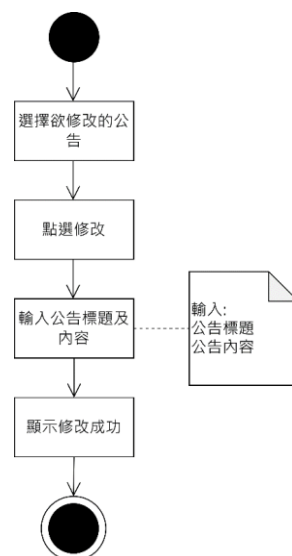 選擇欲修改的公
告
點選修改
輸入公告標題及
內容
輸入:
公告標題
公告內容
顯示修改成功